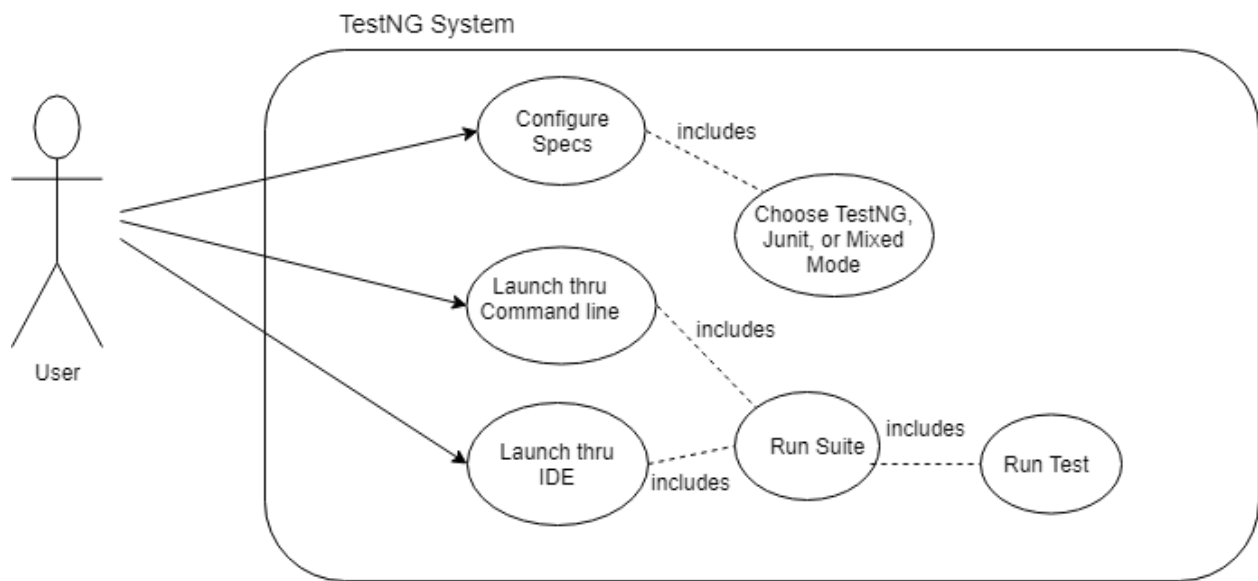 TestNG System
Configure
Specs
includes
Choose TestNG,
Junit, or Mixed
Mode
Launch thru
Command line
includes
User
Launch thru
IDE
includes
Run Suite
includes
Run Test